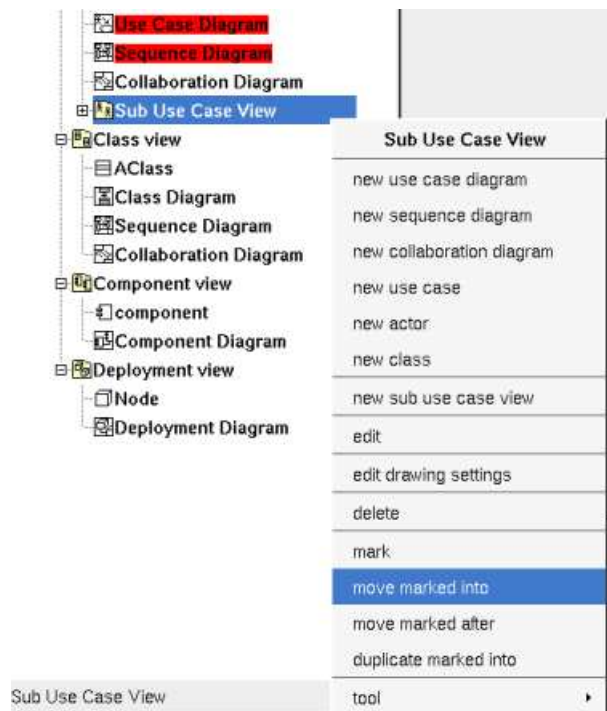 Use Case Diagram
Sequence Diagram
Collaboration Diagram
Sub Use Case View
Class view
AClass
Class Diagram
Sequence Diagram
Collaboration Diagram
Component view
component
Component Diagram
Deployment view
Node
Deployment Diagram
Sub Use Case View
new use case diagram
new sequence diagram
new collaboration diagram
new use case
new actor
new class
new sub use case view
edit
edit drawing settings
delete
mark
move marked into
move marked after
duplicate marked into
tool
Sub Use Case View